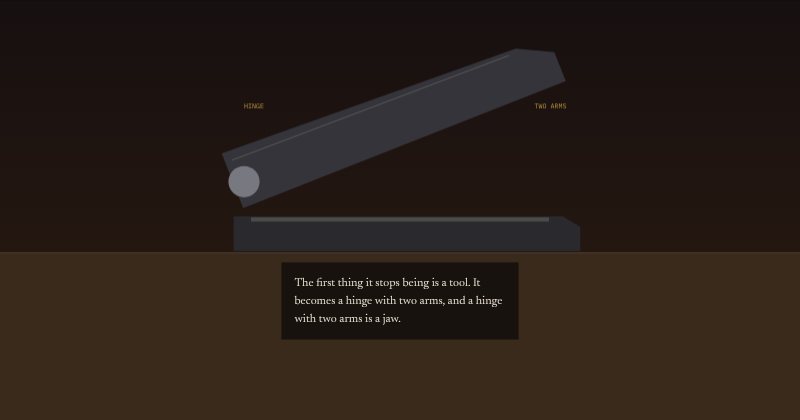 HINGE
TWO ARMS
The first thing it stops being is a tool. It
becomes a hinge with two arms, and a hinge
with two arms is a jaw.